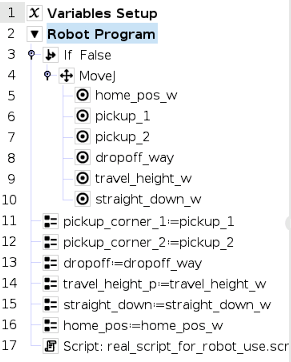 1 Variables Setup
2 Robot Program
3 If False
4 MoveJ
5 home_pos_w
6 pickup_1
7 pickup_2
8 dropoff_way
9 travel_height_w
10 straight_down_w
11 pickup_corner_1≔pickup_1
12 pickup_corner_2≔pickup_2
13 dropoff≔dropoff_way
14 travel_height_p≔travel_height_w
15 straight_down≔straight_down_w
16 home_pos≔home_pos_w
17 Script: real_script_for_robot_use.scr